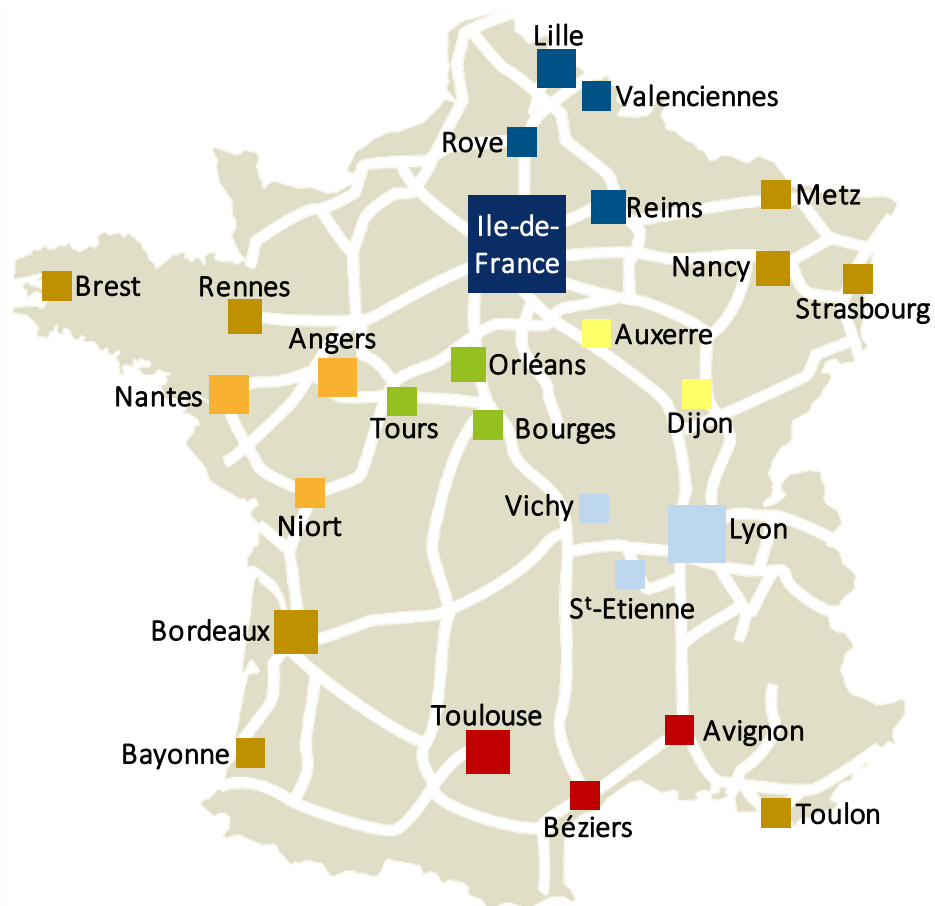 Lille
Valenciennes
Roye
Metz
Reims
Ile-de-
France
Nancy
Brest
Rennes
Strasbourg
Auxerre
Angers
Orléans
Nantes
Dijon
Tours
Bourges
Vichy
Niort
Lyon
Sᵗ-Etienne
Bordeaux
Toulouse
Avignon
Bayonne
Toulon
Béziers